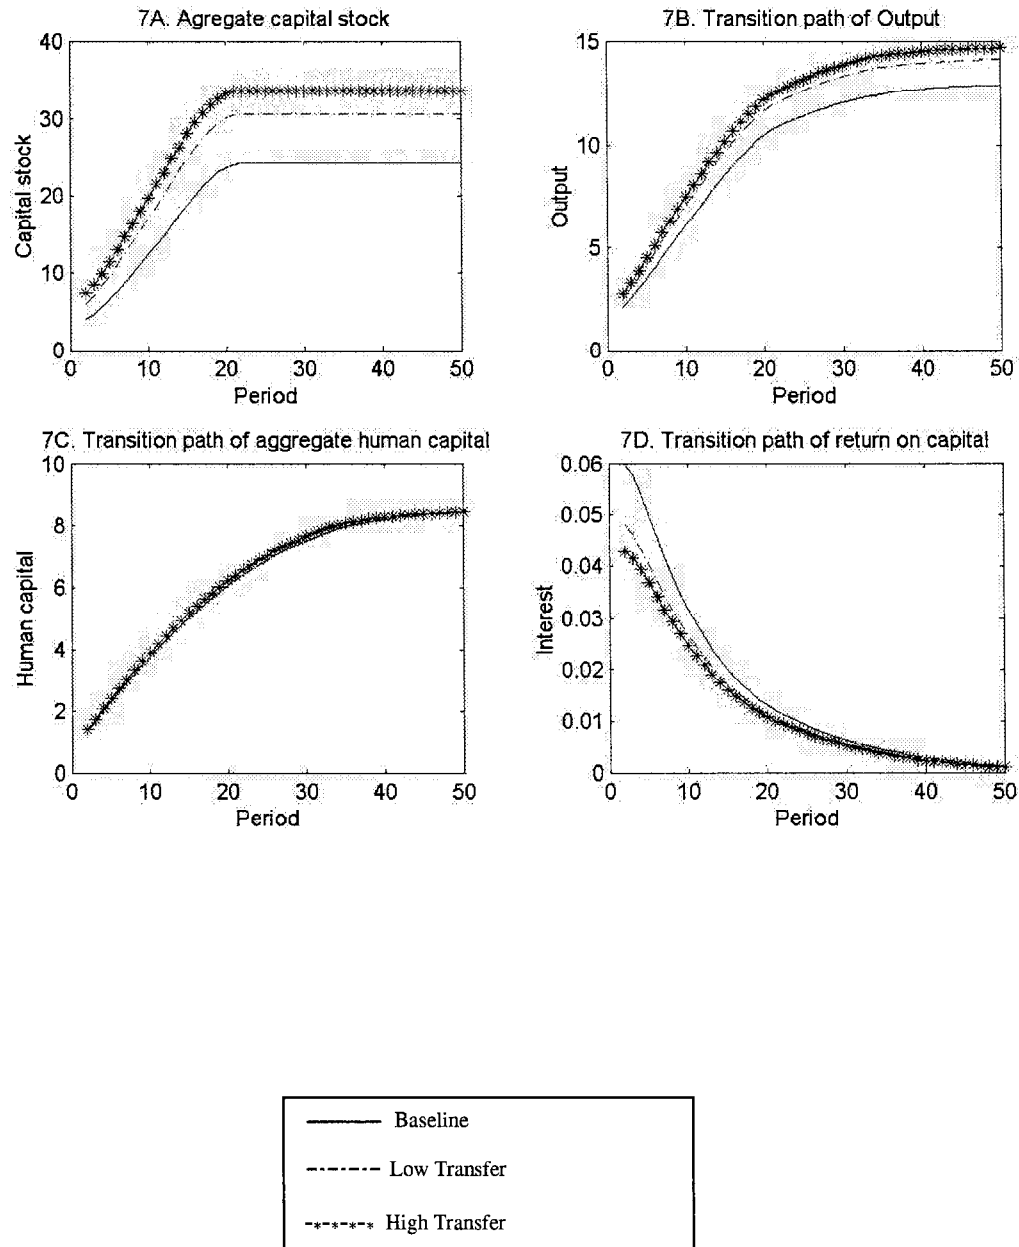 7A. Agregate capital stock
40
30
20
10
0
Capital stock
0 10 20 30 40 50
Period
7B. Transition path of Output
15
10
5
0
Output
0 10 20 30 40 50
Period
7C. Transition path of aggregate human capital
10
8
6
4
2
0
Human capital
0 10 20 30 40 50
Period
7D. Transition path of return on capital
0.06
0.05
0.04
0.03
0.02
0.01
0
Interest
0 10 20 30 40 50
Period
Baseline
Low Transfer
High Transfer